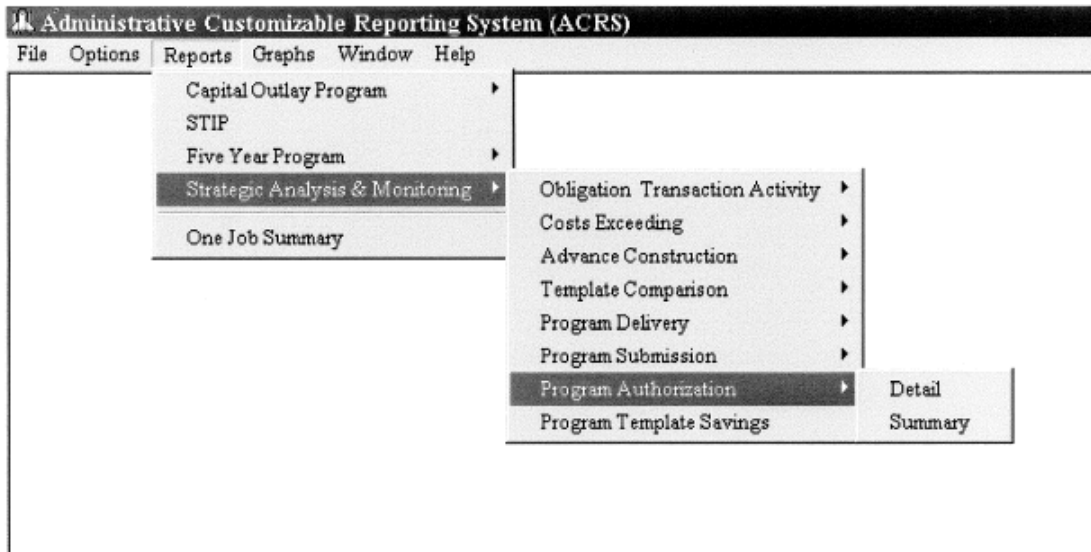 Administrative Customizable Reporting System (ACRS)
File Options Reports Graphs Window Help
Capital Outlay Program
STIP
Five Year Program
Strategic Analysis & Monitoring
One Job Summary
Obligation Transaction Activity
Costs Exceeding
Advance Construction
Template Comparison
Program Delivery
Program Submission
Program Authorization
Program Template Savings
Detail
Summary